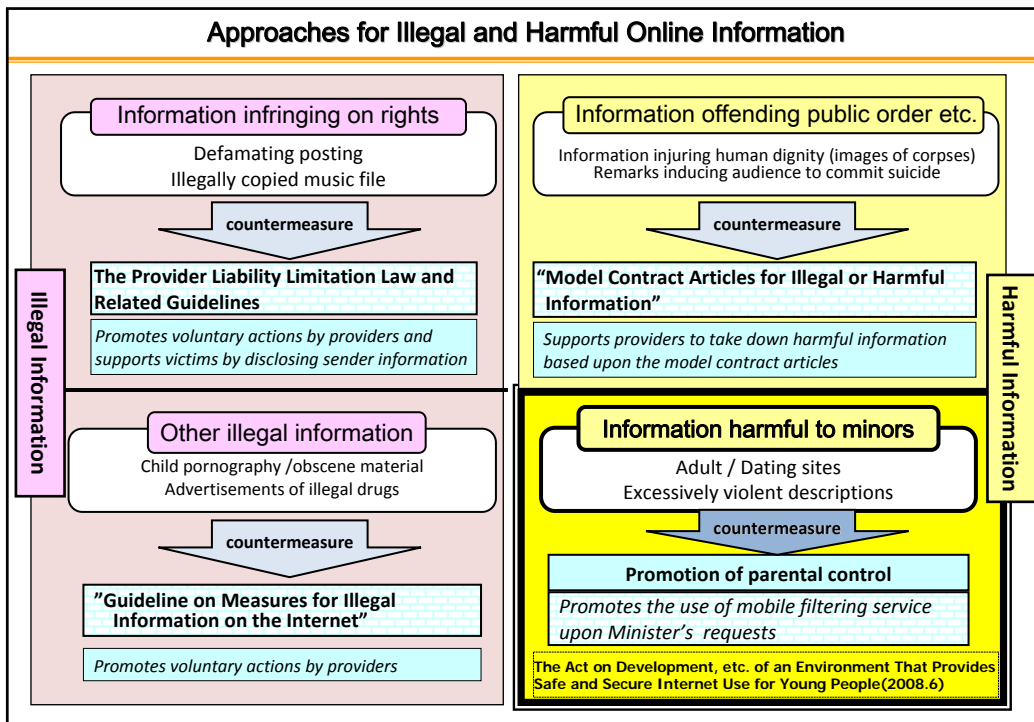 Approaches for Illegal and Harmful Online Information
Illegal Information
Information infringing on rights
Defamating posting
Illegally copied music file
countermeasure
The Provider Liability Limitation Law and
Related Guidelines
Promotes voluntary actions by providers and
supports victims by disclosing sender information
Other illegal information
Child pornography /obscene material
Advertisements of illegal drugs
countermeasure
”Guideline on Measures for Illegal
Information on the Internet”
Promotes voluntary actions by providers
Information offending public order etc.
Information injuring human dignity (images of corpses)
Remarks inducing audience to commit suicide
countermeasure
“Model Contract Articles for Illegal or Harmful
Information”
Supports providers to take down harmful information
based upon the model contract articles
Harmful Information
Information harmful to minors
Adult / Dating sites
Excessively violent descriptions
countermeasure
Promotion of parental control
Promotes the use of mobile filtering service
upon Minister’s requests
The Act on Development, etc. of an Environment That Provides
Safe and Secure Internet Use for Young People(2008.6)